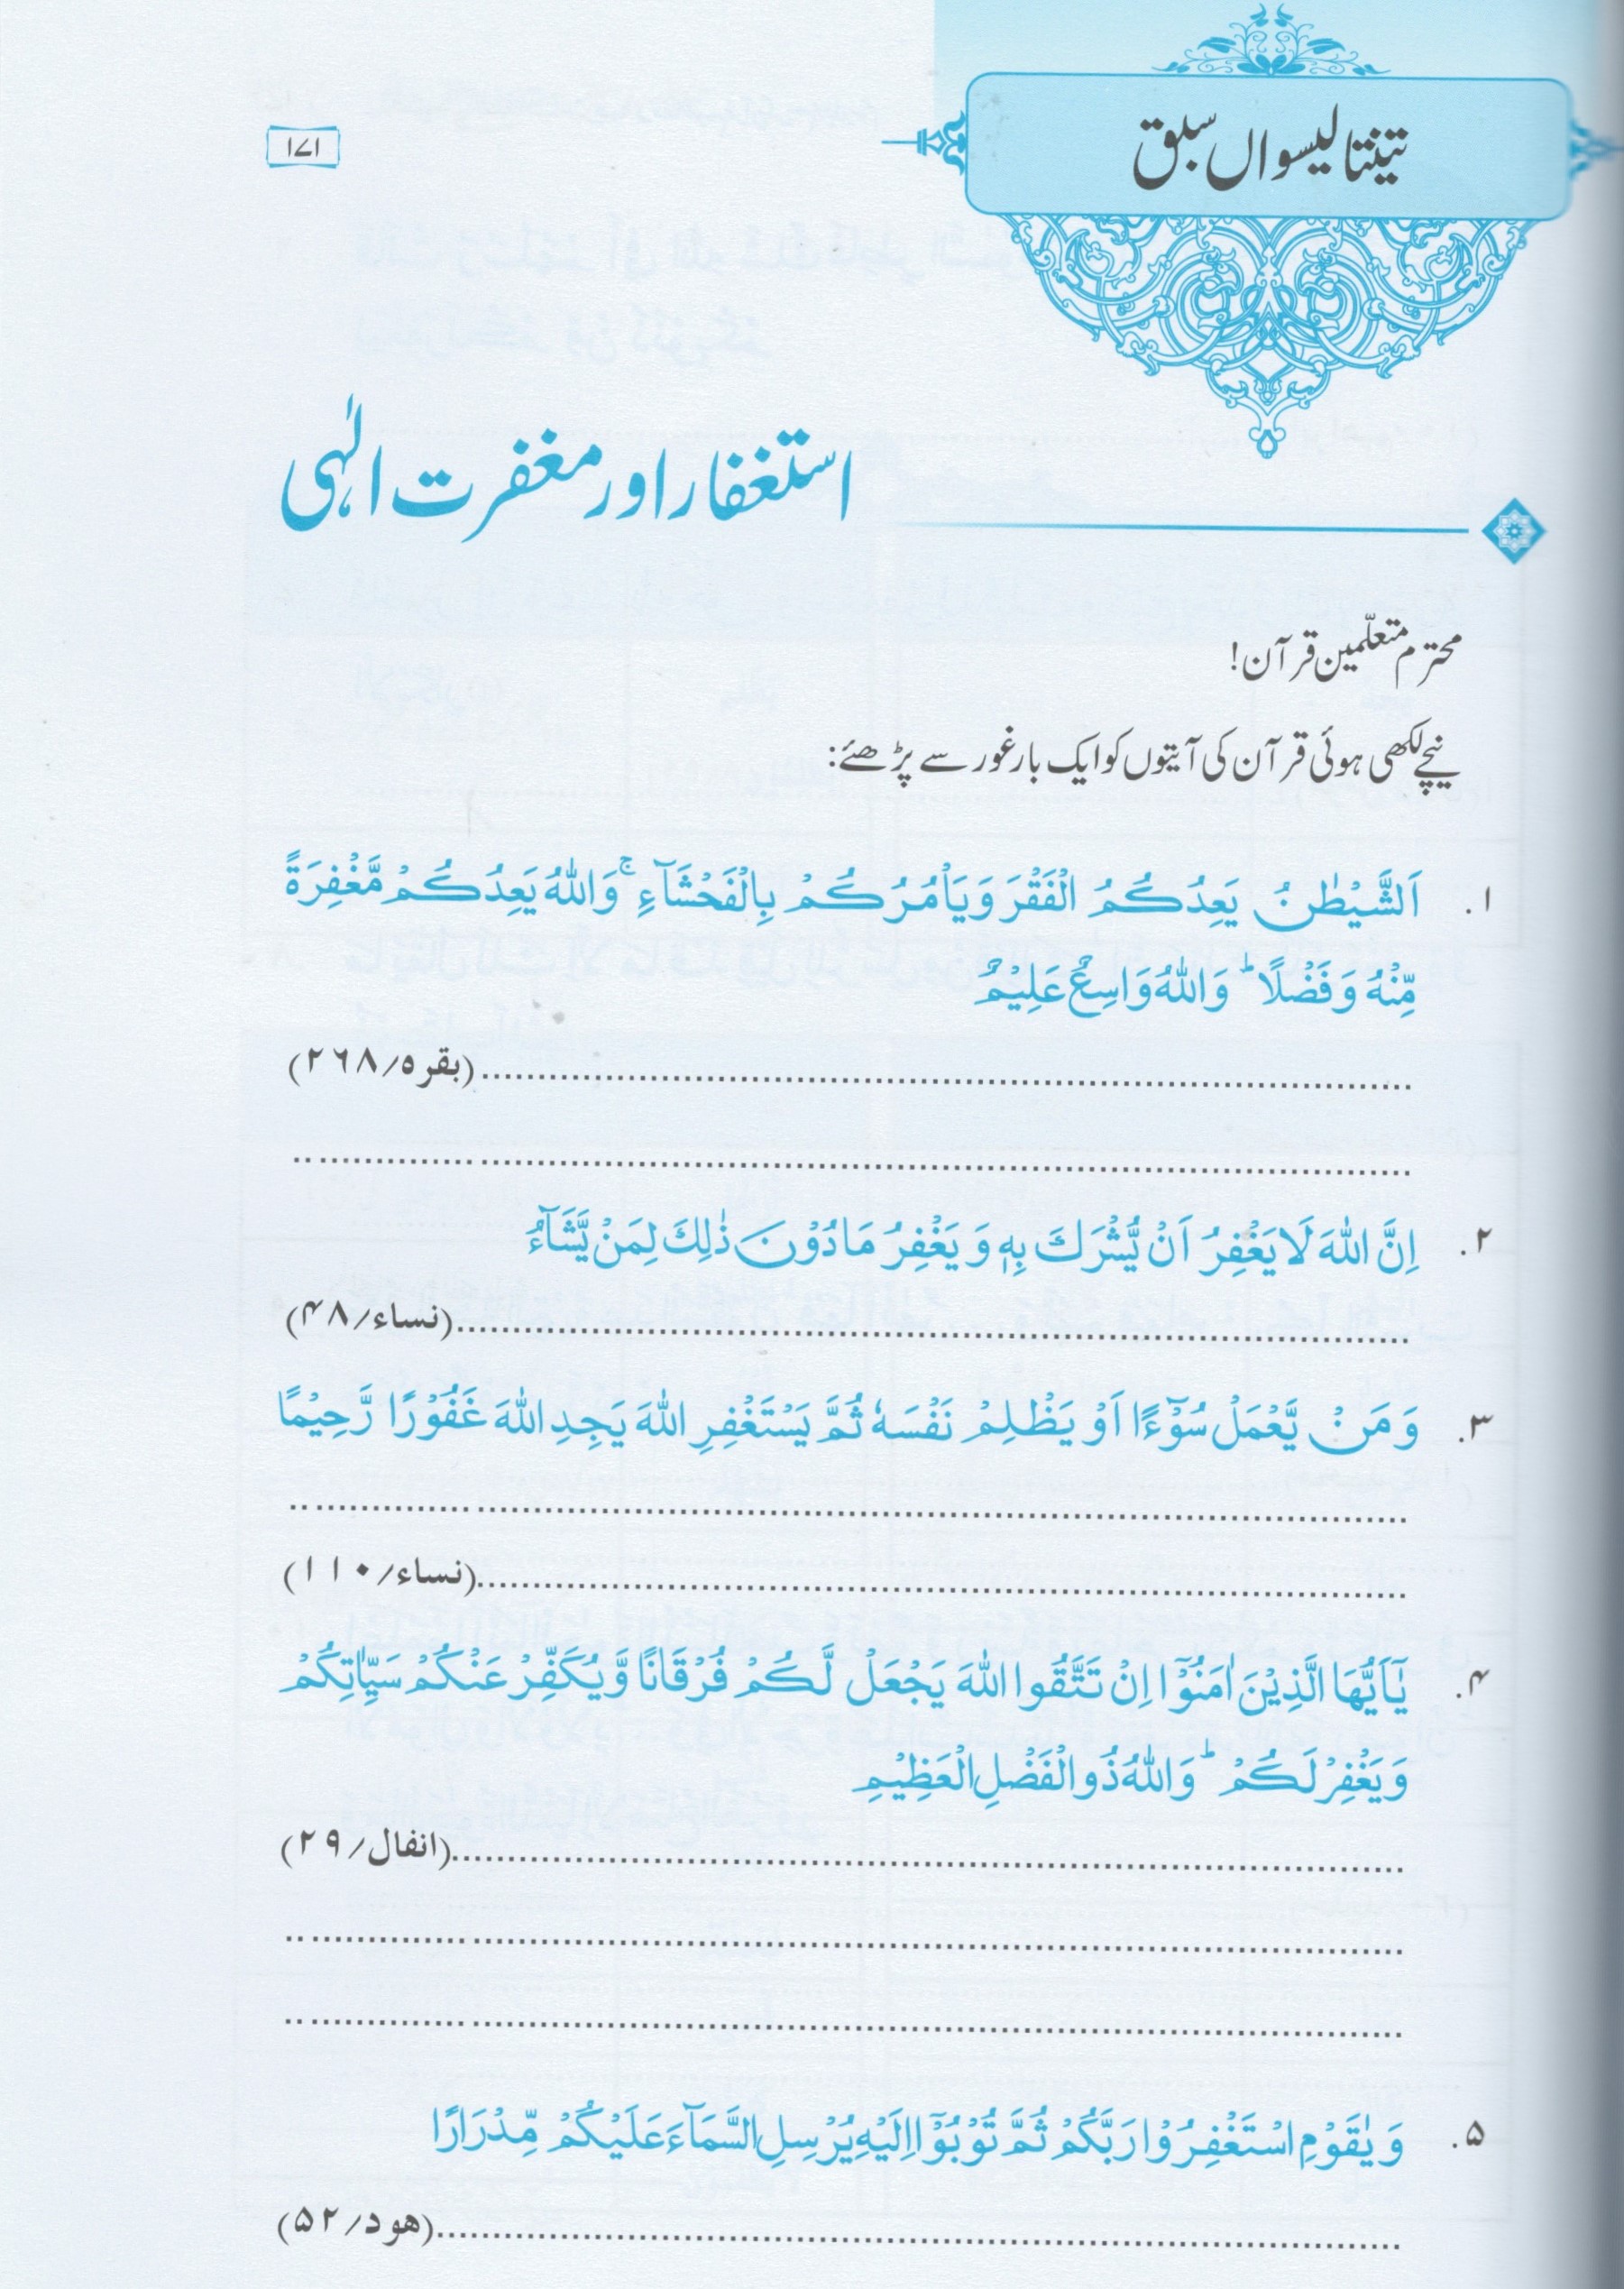 تینتالیسواں سبق
۱۷۱
استغفار اور مغفرت الٰہی
محترم متعلّمین قرآن!
نیچے لکھی ہوئی قرآن کی آیتوں کو ایک بار غور سے پڑھئے:
۱. اَلشَّیْطٰنُ یَعِدُکُمُ الْفَقْرَ وَیَاْمُرُکُمْ بِالْفَحْشَآءِ ۚ وَاللّٰهُ یَعِدُکُمْ مَّغْفِرَةً
مِّنْهُ وَفَضْلًا ؕ وَاللّٰهُ وَاسِعٌ عَلِیْمٌ
........................................(بقرہ/۲۶۸)
........................................
۲. اِنَّ اللّٰهَ لَا یَغْفِرُ اَنْ یُّشْرَكَ بِهٖ وَیَغْفِرُ مَا دُوْنَ ذٰلِكَ لِمَنْ یَّشَآءُ
........................................(نساء/۴۸)
۳. وَمَنْ یَّعْمَلْ سُوْٓءًا اَوْ یَظْلِمْ نَفْسَهٗ ثُمَّ یَسْتَغْفِرِ اللّٰهَ یَجِدِ اللّٰهَ غَفُوْرًا رَّحِیْمًا
........................................
........................................(نساء/۱۱۰)
۴. یٰۤاَیُّهَا الَّذِیْنَ اٰمَنُوْۤا اِنْ تَتَّقُوا اللّٰهَ یَجْعَلْ لَّکُمْ فُرْقَانًا وَّیُکَفِّرْ عَنْکُمْ سَیِّاٰتِکُمْ
وَیَغْفِرْ لَکُمْ ؕ وَاللّٰهُ ذُو الْفَضْلِ الْعَظِیْمِ
........................................(انفال/۲۹)
........................................
........................................
۵. وَیٰقَوْمِ اسْتَغْفِرُوْا رَبَّکُمْ ثُمَّ تُوْبُوْۤا اِلَیْهِ یُرْسِلِ السَّمَآءَ عَلَیْکُمْ مِّدْرَارًا
........................................(هود/۵۲)